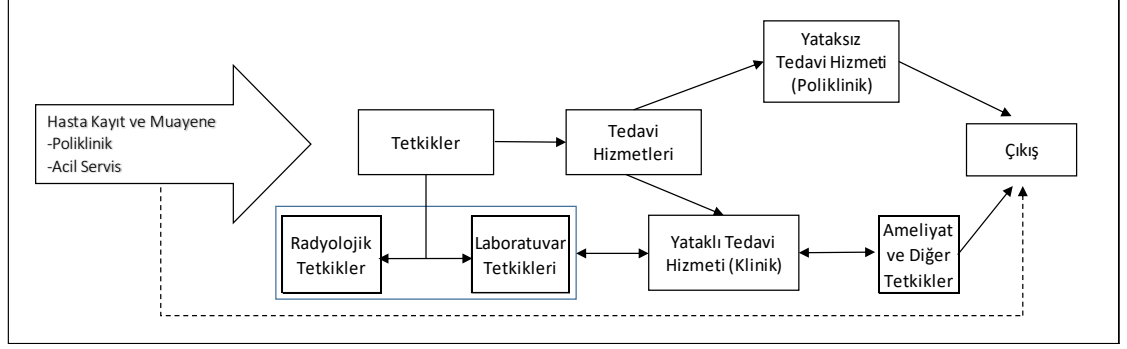 Hasta Kayıt ve Muayene
-Poliklinik
-Acil Servis
Tetkikler
Tedavi
Hizmetleri
Yataksız
Tedavi Hizmeti
(Poliklinik)
Çıkış
Radyolojik
Tetkikler
Laboratuvar
Tetkikleri
Yataklı Tedavi
Hizmeti (Klinik)
Ameliyat
ve Diğer
Tetkikler